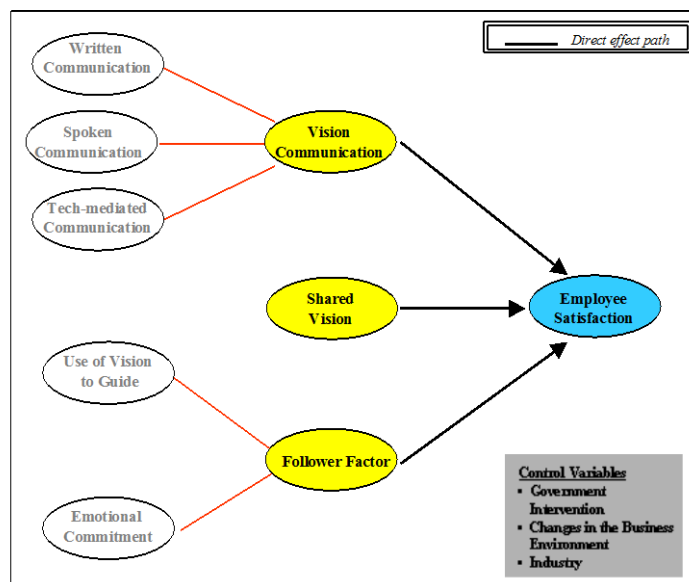 Direct effect path
Written
Communication
Spoken
Communication
Tech-mediated
Communication
Vision
Communication
Shared
Vision
Employee
Satisfaction
Use of Vision
to Guide
Follower Factor
Emotional
Commitment
Control Variables
▪ Government
Intervention
▪ Changes in the Business
Environment
▪ Industry